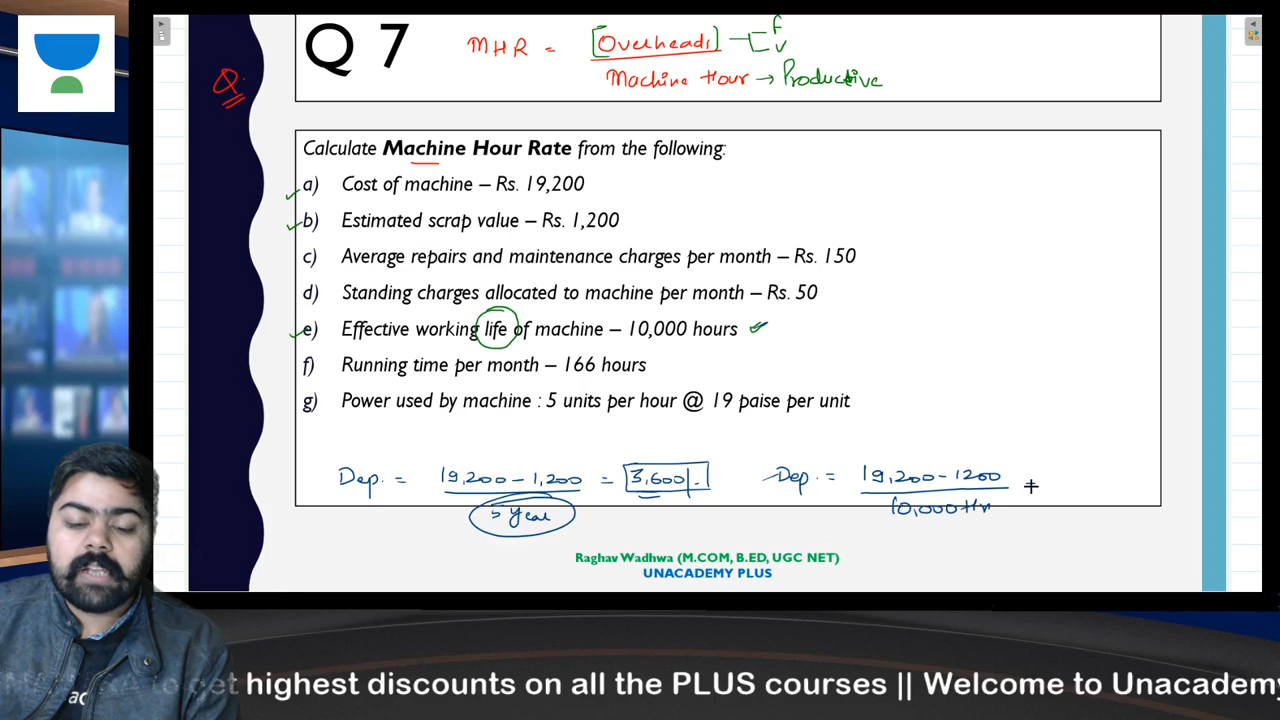 Q 7
MHR = [Overheads] f
v
Machine Hour → Productive
Q.
Calculate Machine Hour Rate from the following:
a) Cost of machine – Rs. 19,200
b) Estimated scrap value – Rs. 1,200
c) Average repairs and maintenance charges per month – Rs. 150
d) Standing charges allocated to machine per month – Rs. 50
e) Effective working life of machine – 10,000 hours
f) Running time per month – 166 hours
g) Power used by machine : 5 units per hour @ 19 paise per unit
Dep. = 19,200 – 1,200 = 3,600/- Dep. = 19,200 - 1200
5 year 10,000 Hr
Raghav Wadhwa (M.COM, B.ED, UGC NET)
UNACADEMY PLUS
to get highest discounts on all the PLUS courses || Welcome to Unacademy